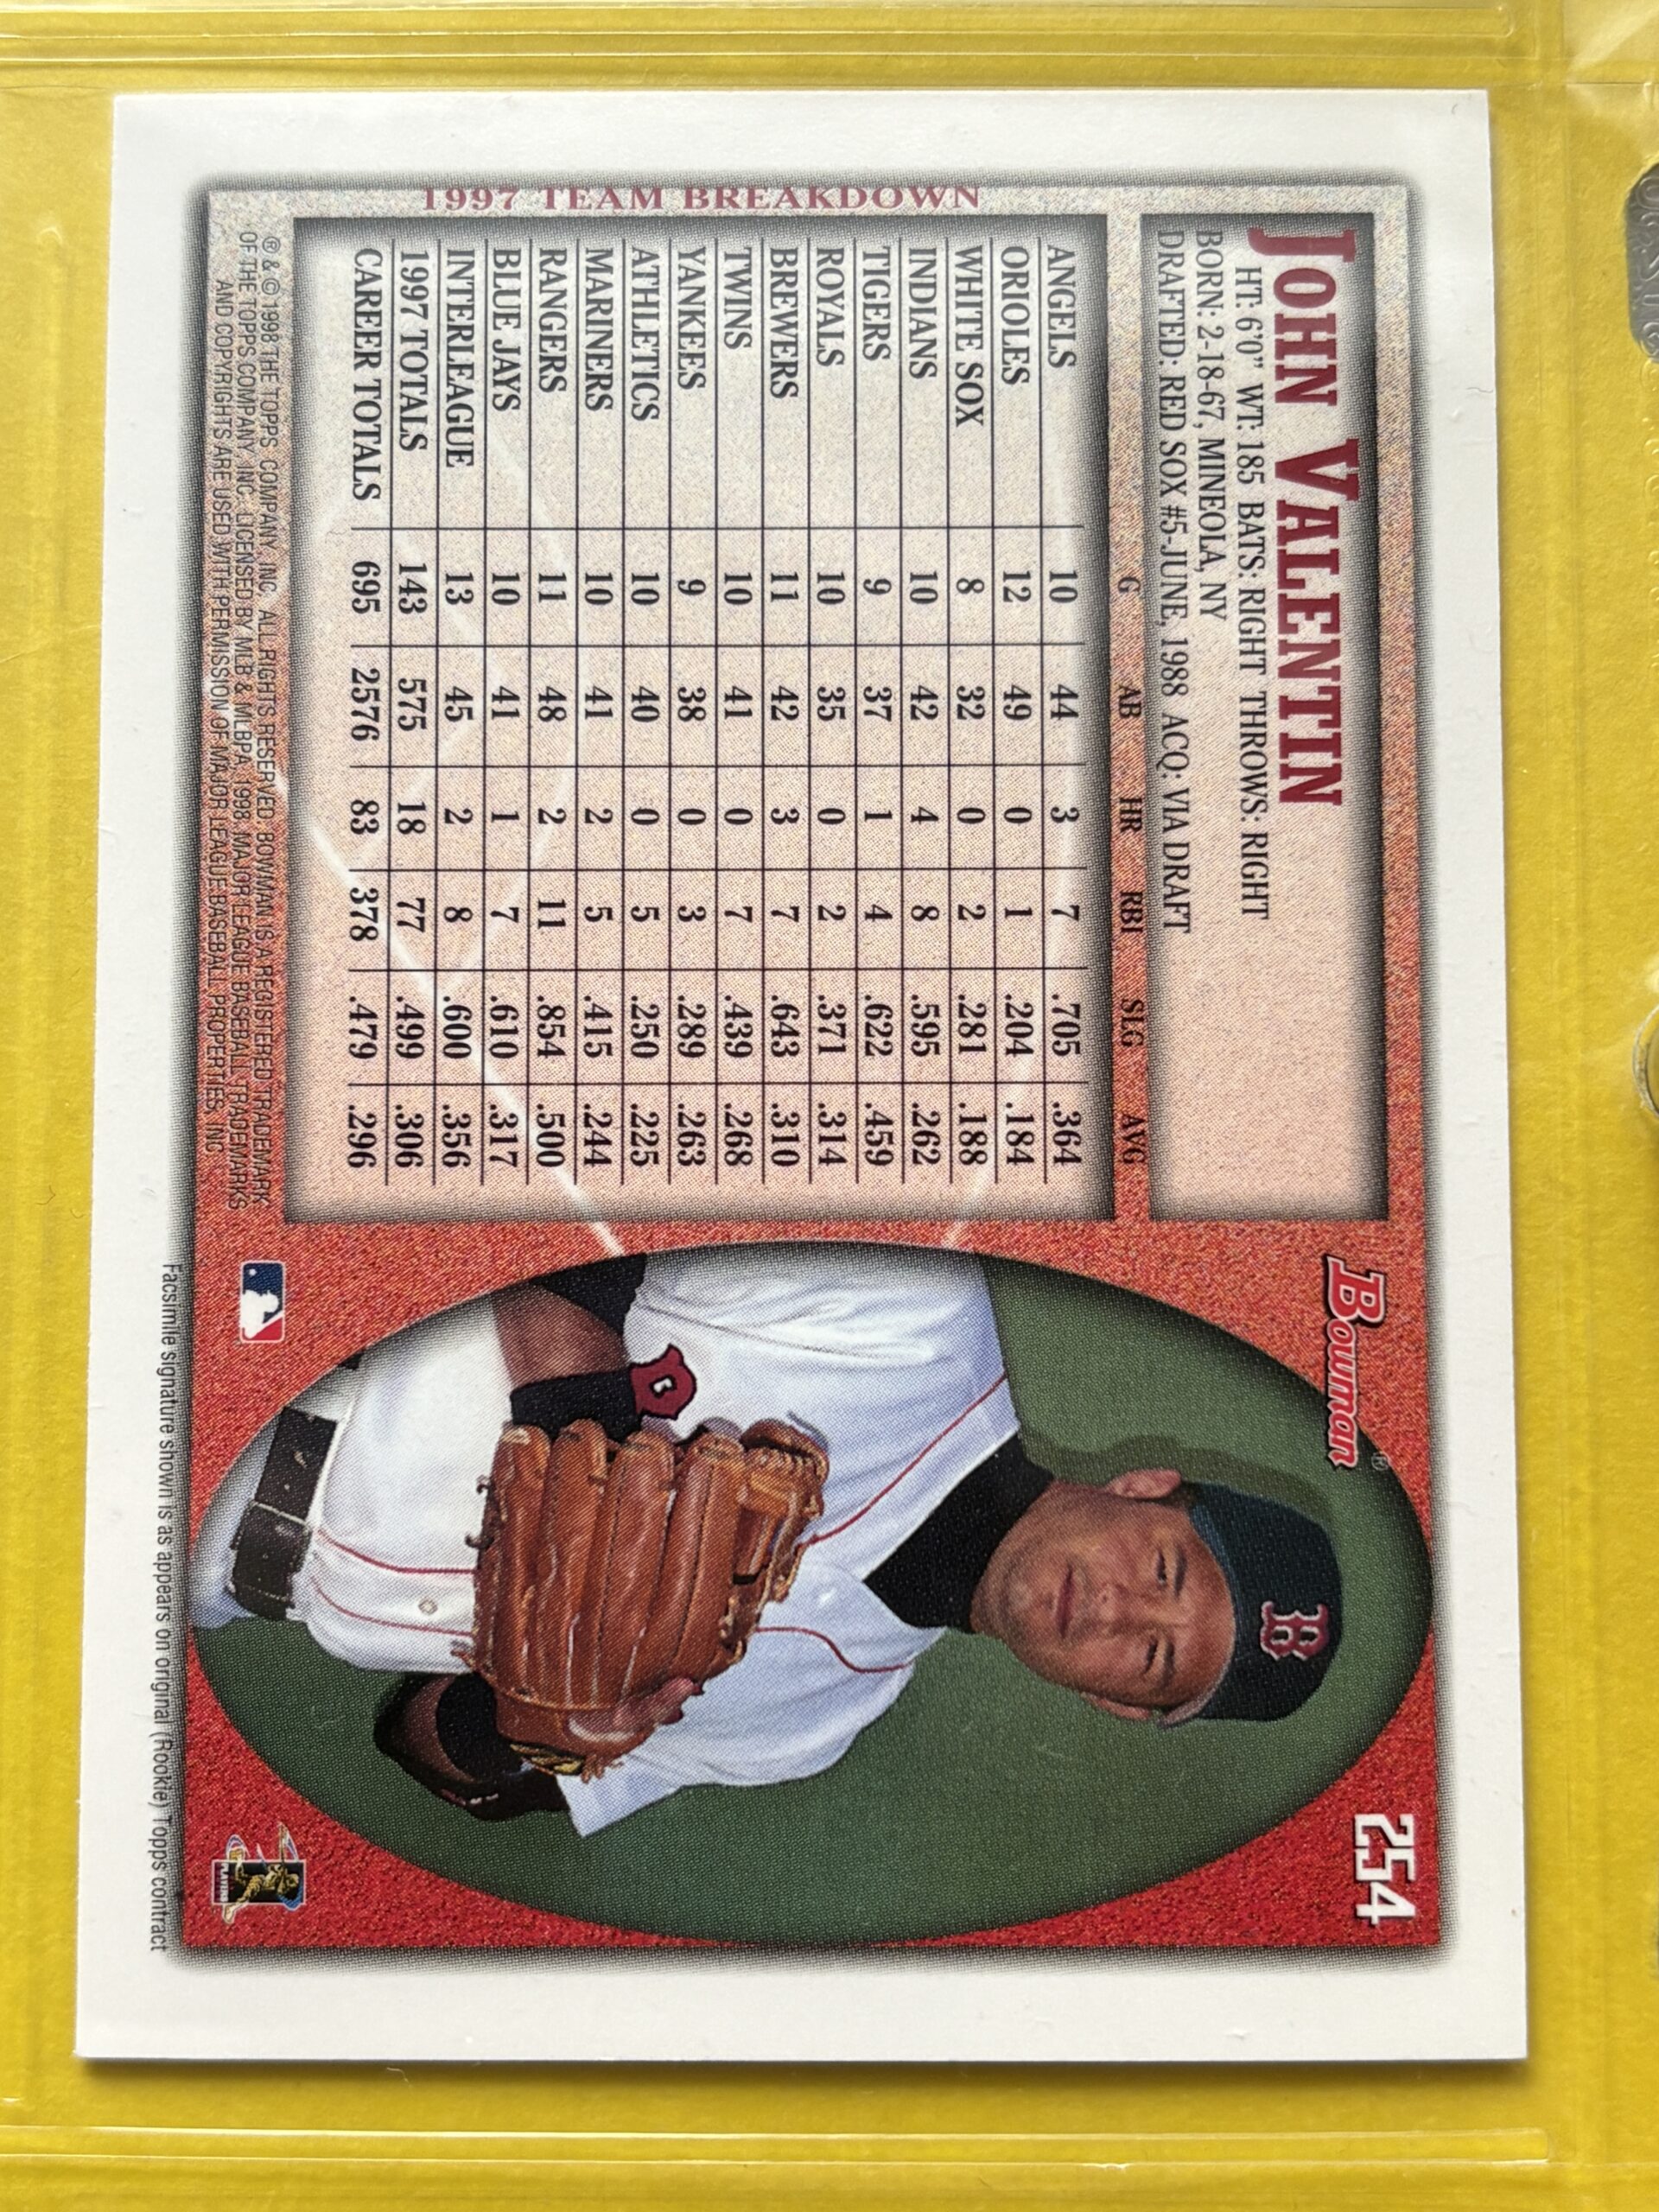 JOHN VALENTIN
HT: 6'0" WT: 185 BATS: RIGHT THROWS: RIGHT
BORN: 2-18-67, MINEOLA, NY
DRAFTED: RED SOX #5-JUNE, 1988 ACQ: VIA DRAFT
Bowman®
254
1997 TEAM BREAKDOWN
G AB HR RBI SLG AVG
ANGELS 10 44 3 7 .705 .364
ORIOLES 12 49 0 1 .204 .184
WHITE SOX 8 32 0 2 .281 .188
INDIANS 10 42 4 8 .595 .262
TIGERS 9 37 1 4 .622 .459
ROYALS 10 35 0 2 .371 .314
BREWERS 11 42 3 7 .643 .310
TWINS 10 41 0 7 .439 .268
YANKEES 9 38 0 3 .289 .263
ATHLETICS 10 40 0 5 .250 .225
MARINERS 10 41 2 5 .415 .244
RANGERS 11 48 2 11 .854 .500
BLUE JAYS 10 41 1 7 .610 .317
INTERLEAGUE 13 45 2 8 .600 .356
1997 TOTALS 143 575 18 77 .499 .306
CAREER TOTALS 695 2576 83 378 .479 .296
B
® & © 1998 THE TOPPS COMPANY, INC. ALL RIGHTS RESERVED. BOWMAN IS A REGISTERED TRADEMARK
OF THE TOPPS COMPANY, INC. LICENSED BY MLB & MLBPA, 1998. MAJOR LEAGUE BASEBALL TRADEMARKS
AND COPYRIGHTS ARE USED WITH PERMISSION OF MAJOR LEAGUE BASEBALL PROPERTIES, INC.
Facsimile signature shown is as appears on original (Rookie) Topps contract